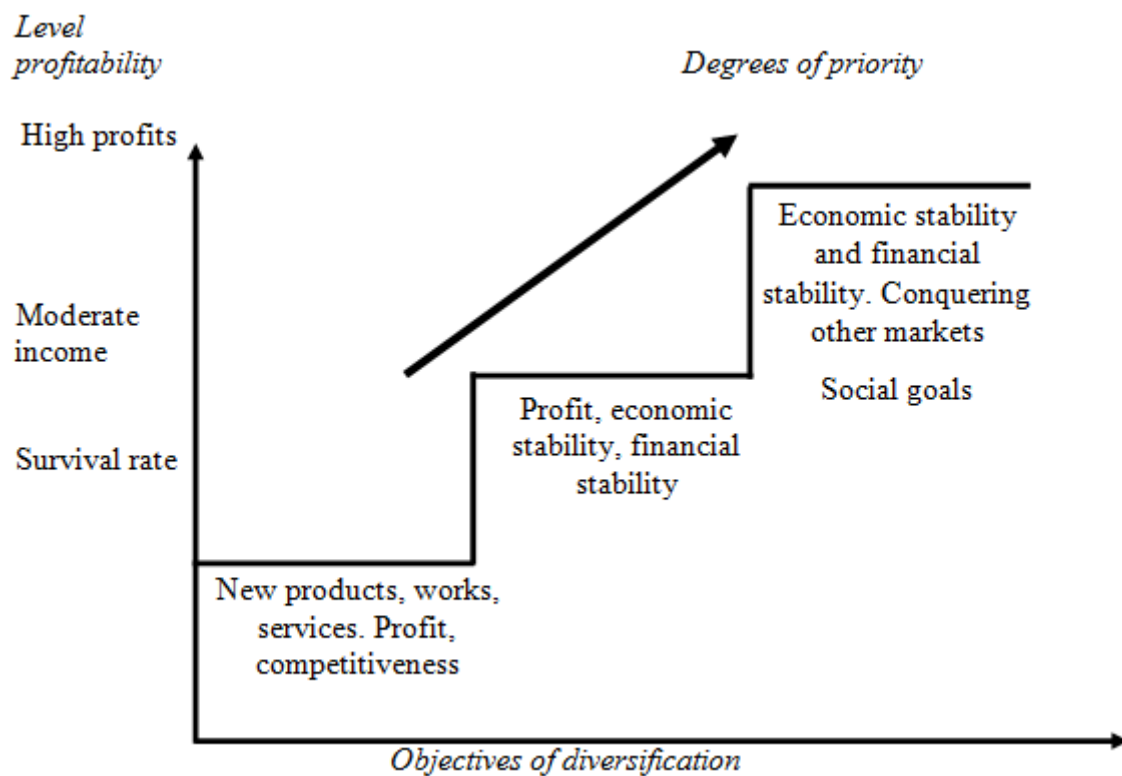 Level
profitability
Degrees of priority
High profits
Economic stability
and financial
stability. Conquering
other markets
Social goals
Moderate
income
Profit, economic
stability, financial
stability
Survival rate
New products, works,
services. Profit,
competitiveness
Objectives of diversification